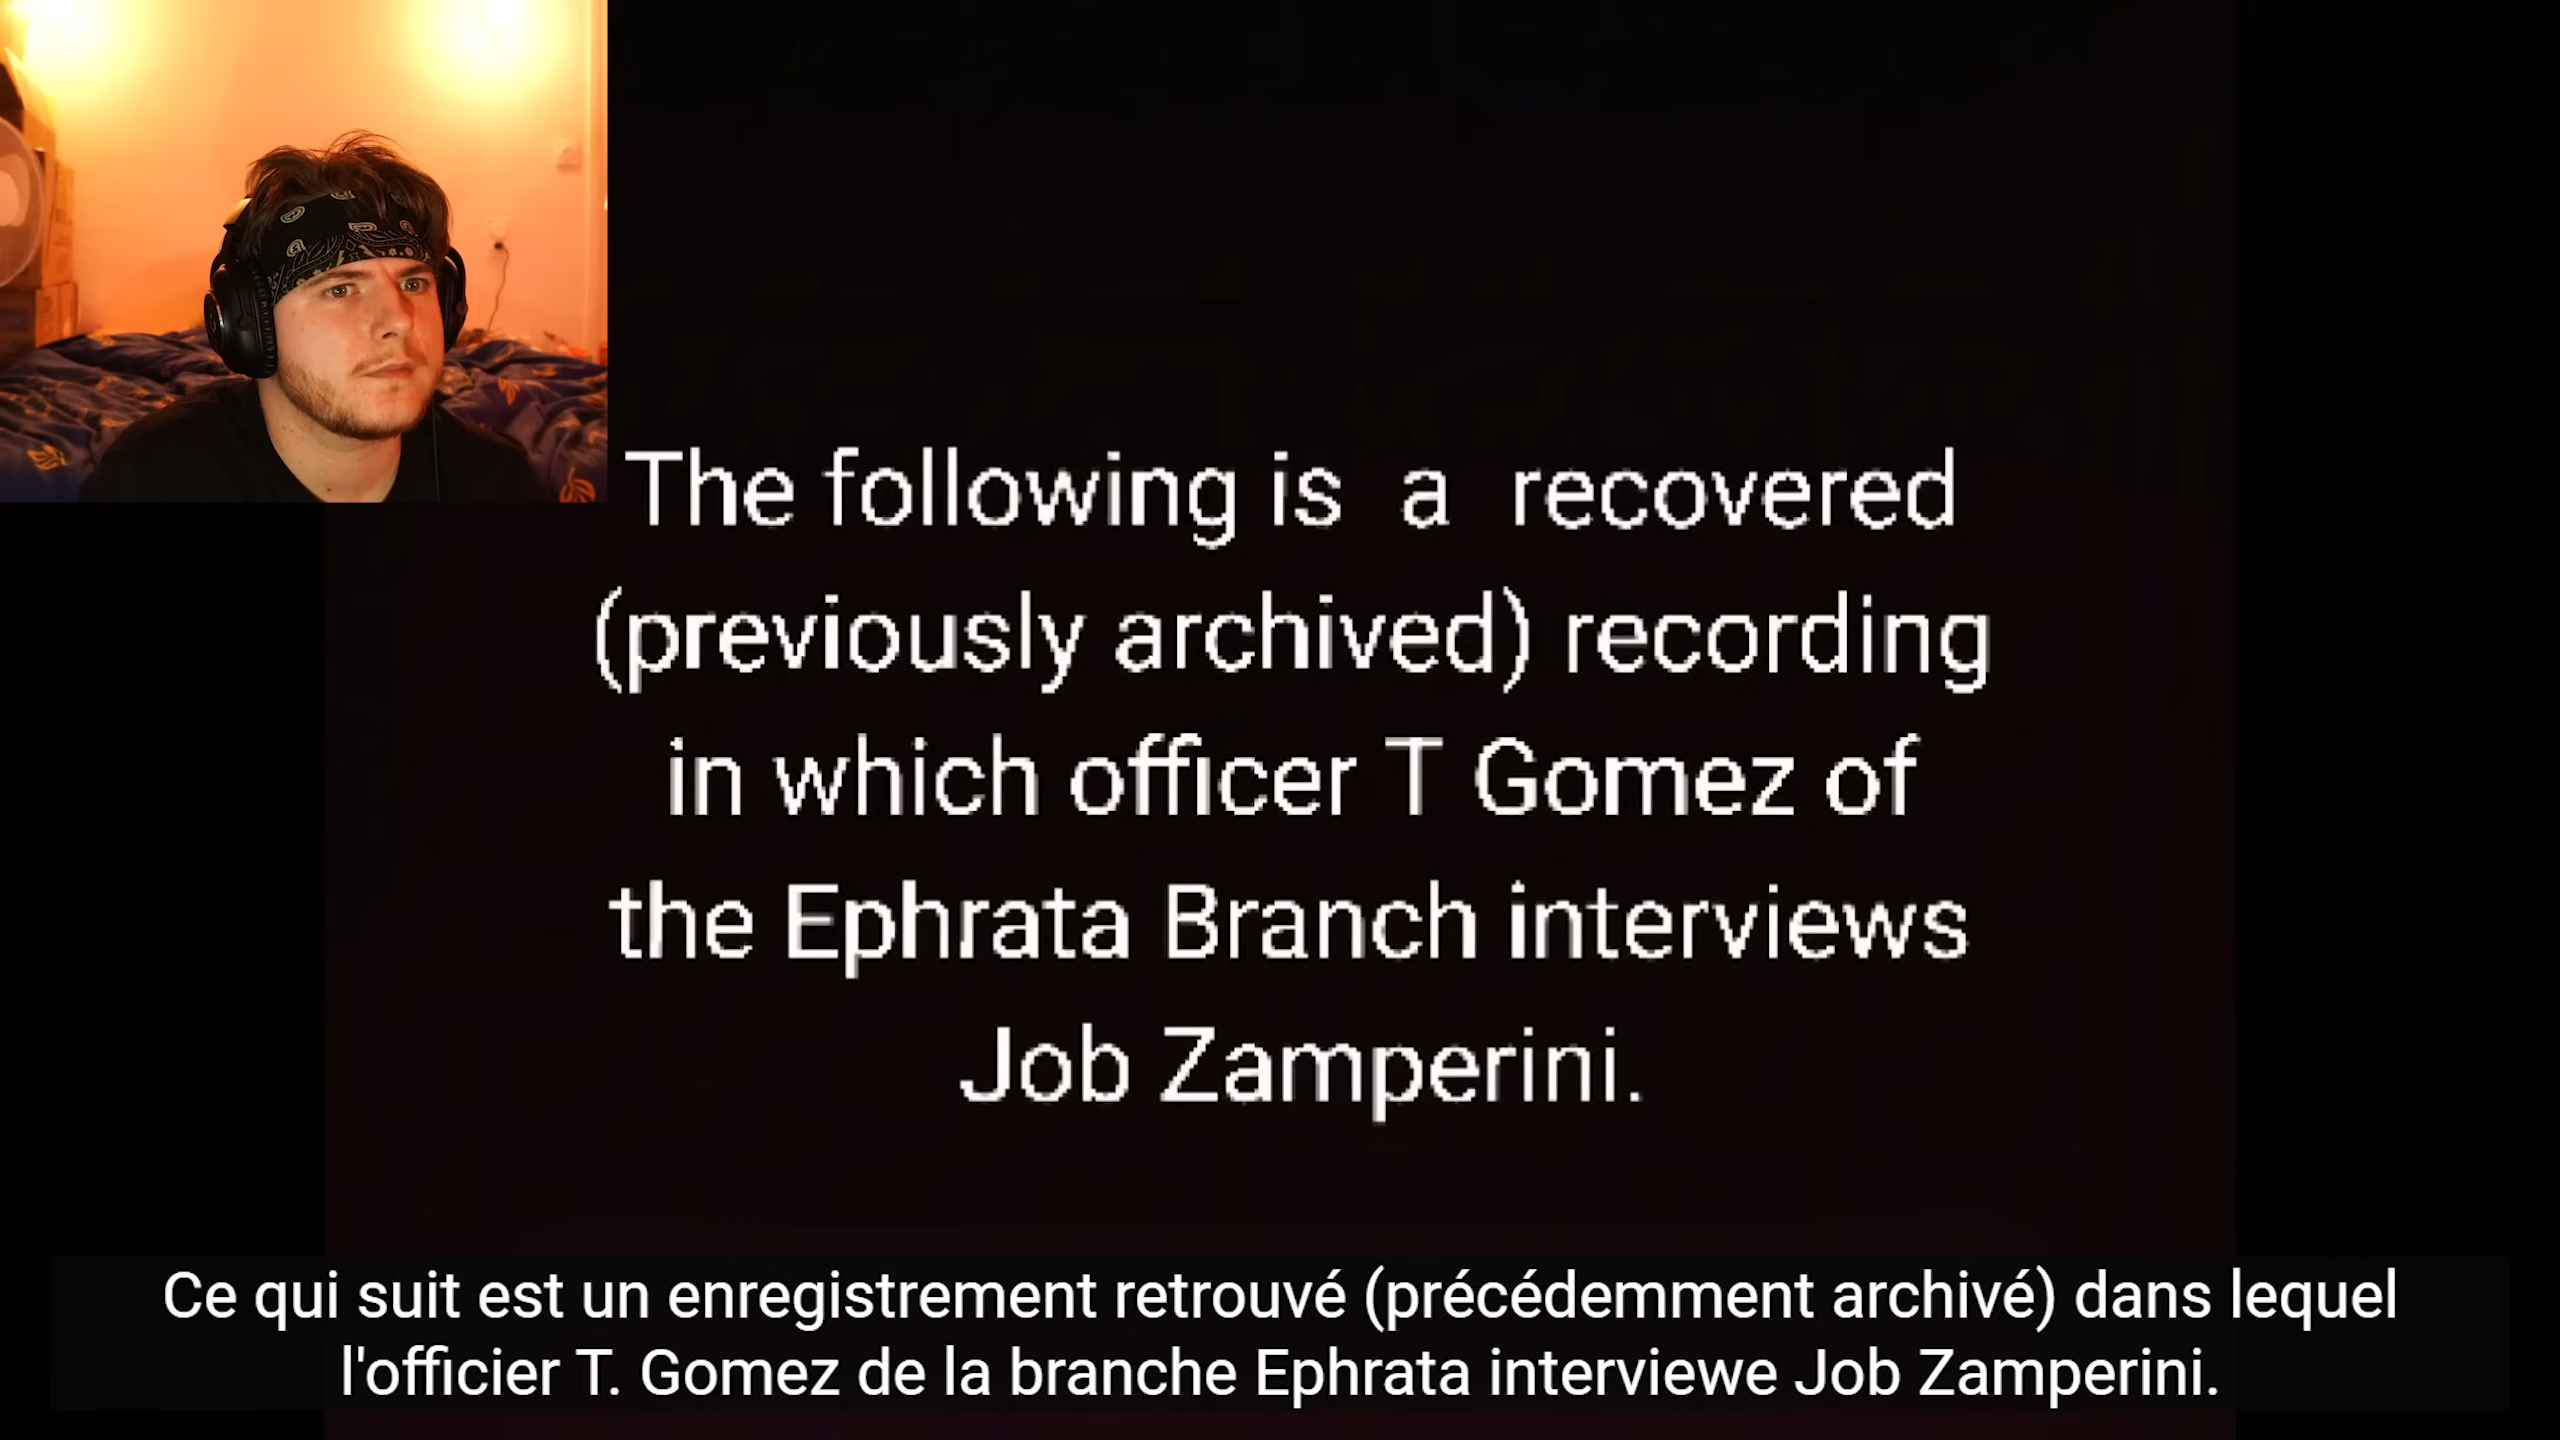 The following is a recovered
(previously archived) recording
in which officer T Gomez of
the Ephrata Branch interviews
Job Zamperini.
Ce qui suit est un enregistrement retrouvé (précédemment archivé) dans lequel
l'officier T. Gomez de la branche Ephrata interviewe Job Zamperini.